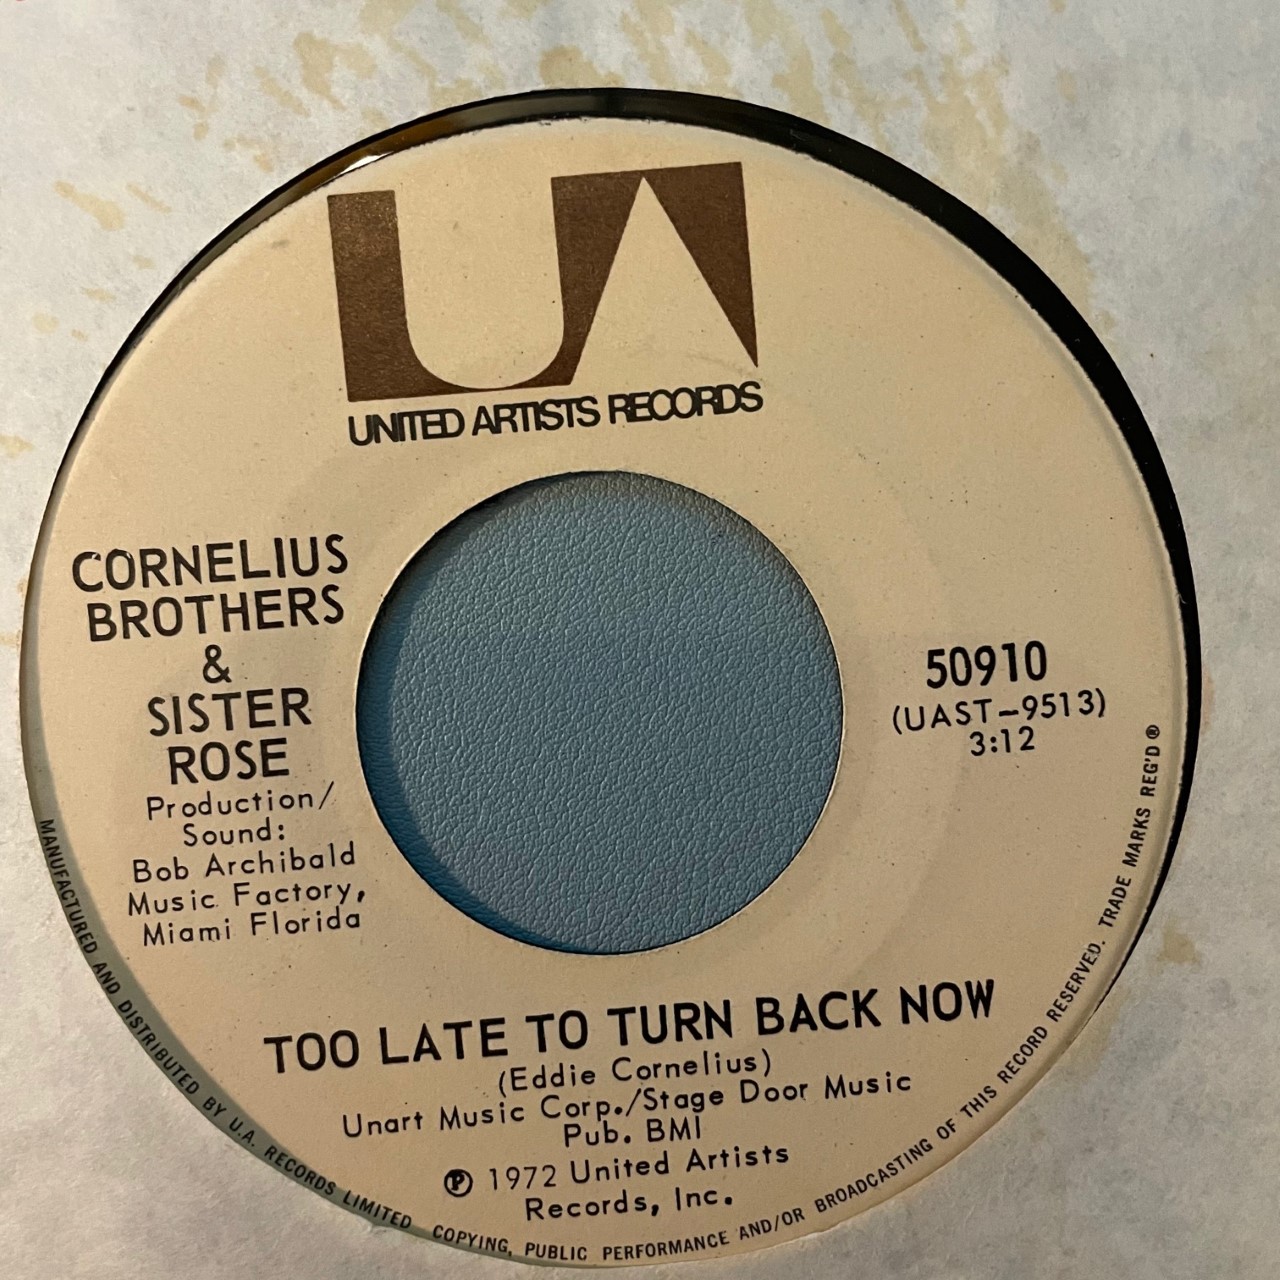 UA
UNITED ARTISTS RECORDS
CORNELIUS
BROTHERS
&
SISTER
ROSE
Production/
Sound:
Bob Archibald
Music Factory,
Miami Florida
50910
(UAST-9513)
3:12
TOO LATE TO TURN BACK NOW
(Eddie Cornelius)
Unart Music Corp./Stage Door Music
Pub. BMI
℗ 1972 United Artists
Records, Inc.
MANUFACTURED AND DISTRIBUTED BY U.A. RECORDS LIMITED COPYING, PUBLIC PERFORMANCE AND/OR BROADCASTING OF THIS RECORD RESERVED. TRADE MARKS REG'D ®